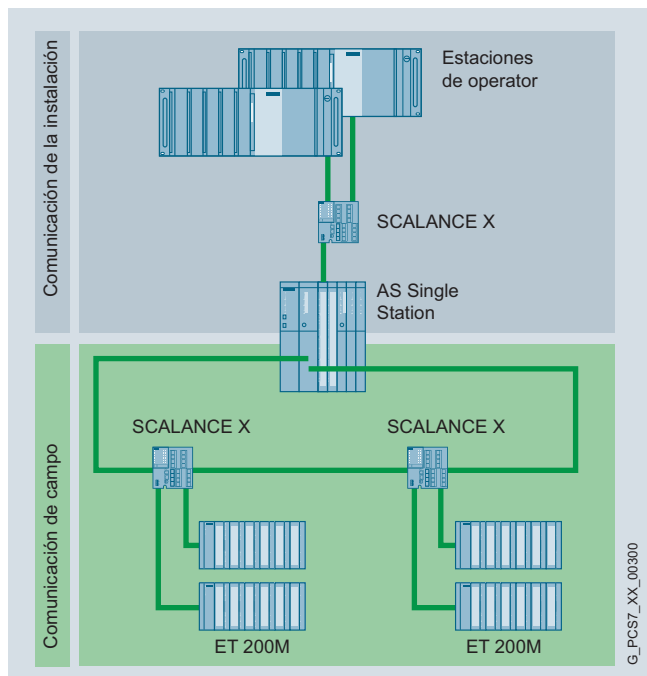 Comunicación de la instalación
Estaciones
de operator
SCALANCE X
AS Single
Station
Comunicación de campo
SCALANCE X
SCALANCE X
ET 200M
ET 200M
G_PCS7_XX_00300